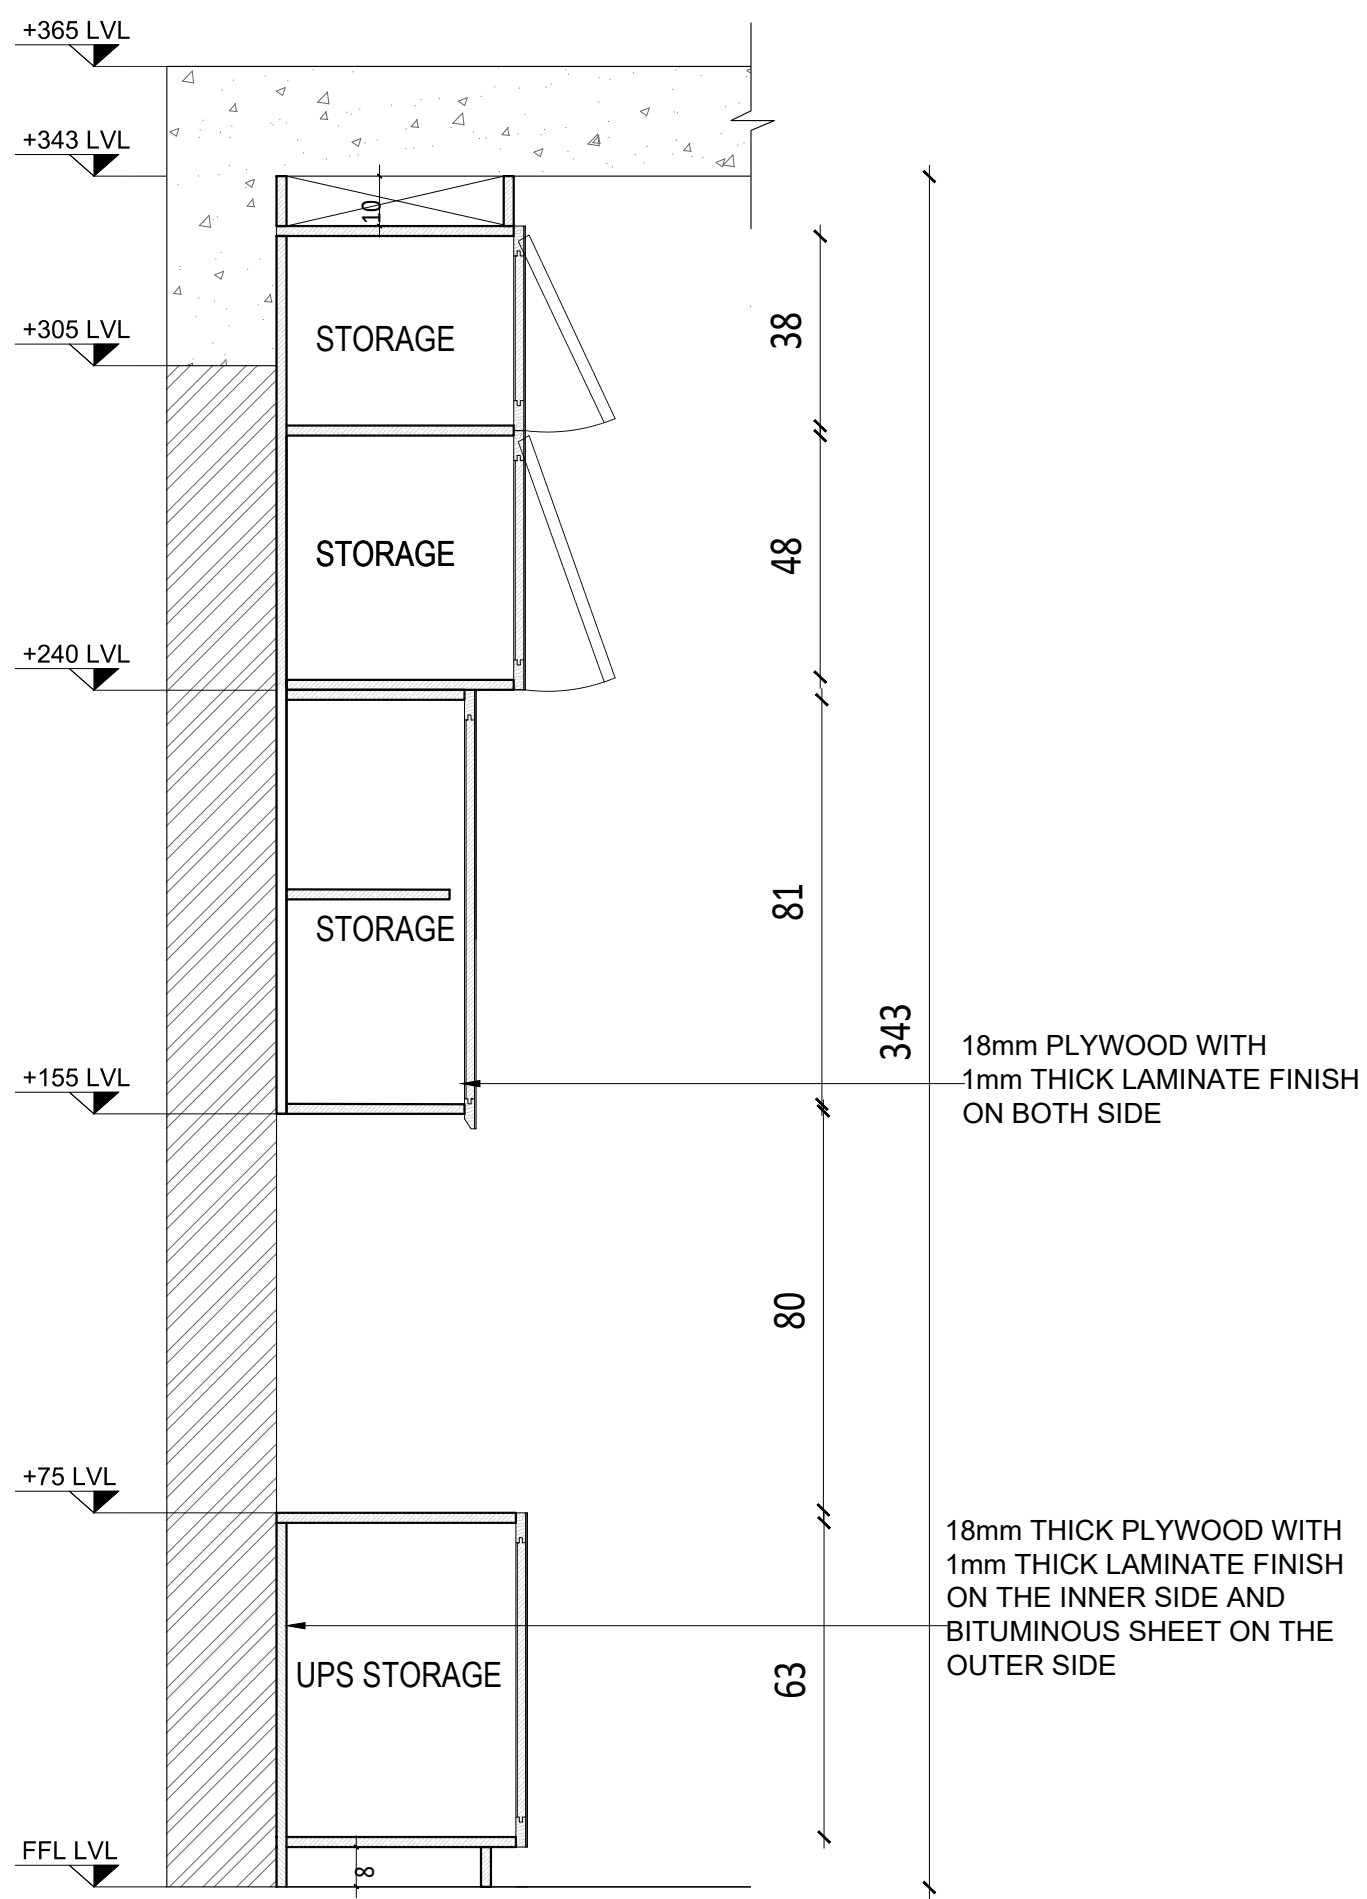 +365 LVL
+343 LVL
10
+305 LVL
STORAGE
38
STORAGE
48
+240 LVL
81
STORAGE
343
18mm PLYWOOD WITH
1mm THICK LAMINATE FINISH
ON BOTH SIDE
+155 LVL
80
+75 LVL
18mm THICK PLYWOOD WITH
1mm THICK LAMINATE FINISH
ON THE INNER SIDE AND
BITUMINOUS SHEET ON THE
OUTER SIDE
UPS STORAGE
63
FFL LVL
8